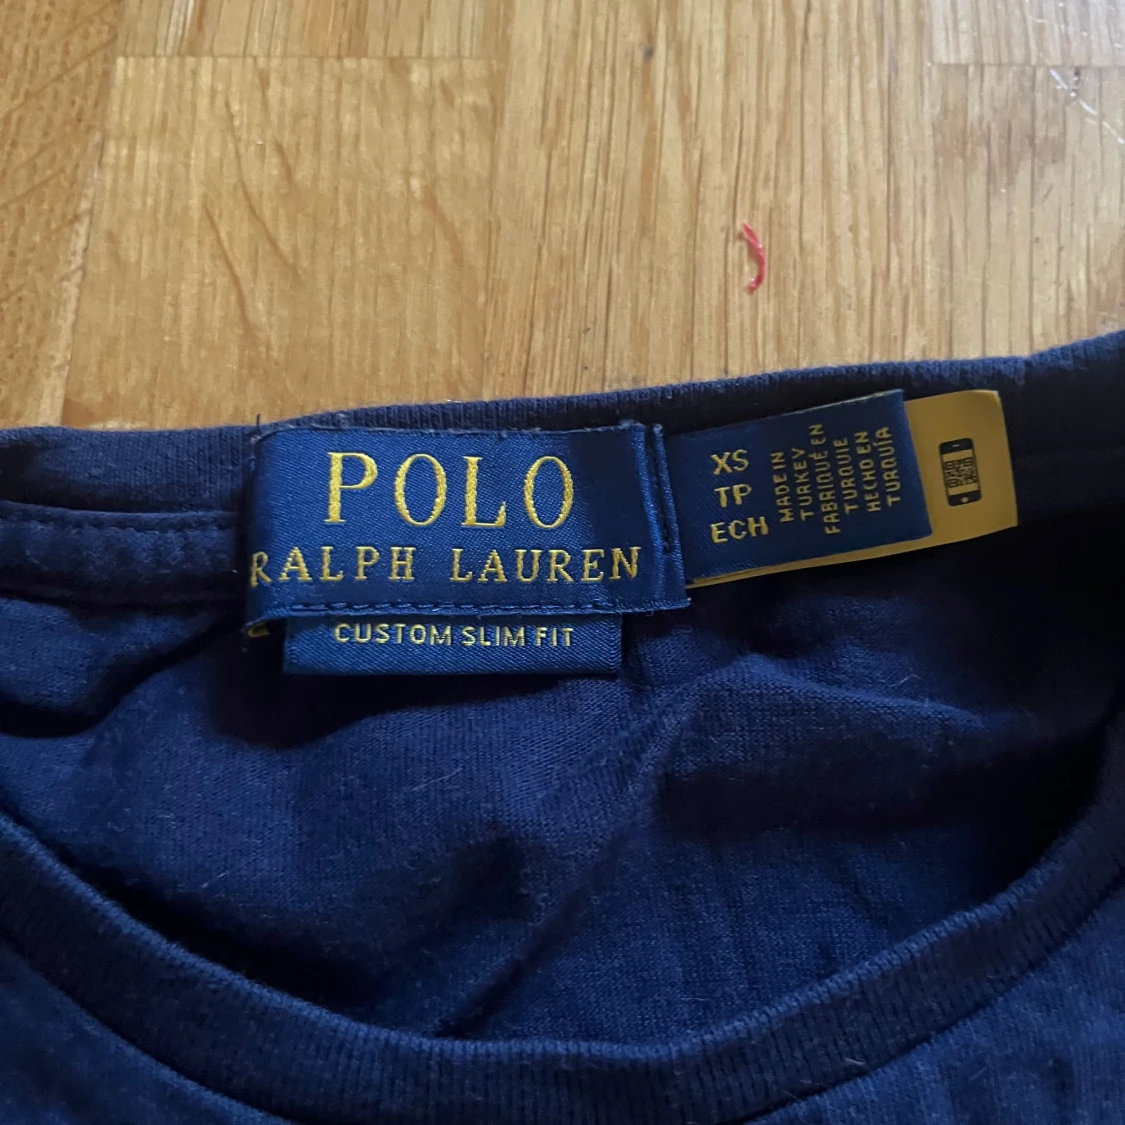 POLO
RALPH LAUREN
CUSTOM SLIM FIT
XS
TP
ECH
MADE IN
TURKEY
FABRIQUÉ EN
TURQUIE
HECHO EN
TURQUÍA